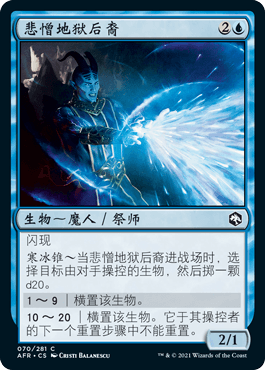 悲憎地狱后裔 2
生物～魔人／祭师
闪现
寒冰锥～当悲憎地狱后裔进战场时，选
择目标由对手操控的生物，然后掷一颗
d20。
1～9｜横置该生物。
10～20｜横置该生物。它于其操控者
的下一个重置步骤中不能重置。
2/1
070/281 C
AFR • CS CRISTI BALANESCU
™ & © 2021 Wizards of the Coast